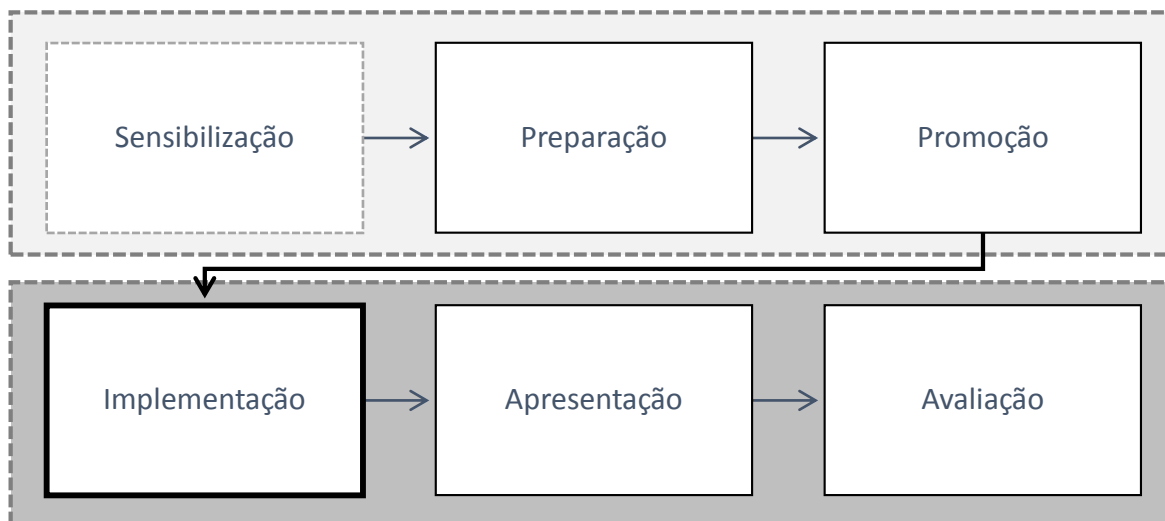 Sensibilização
Preparação
Promoção
Implementação
Apresentação
Avaliação